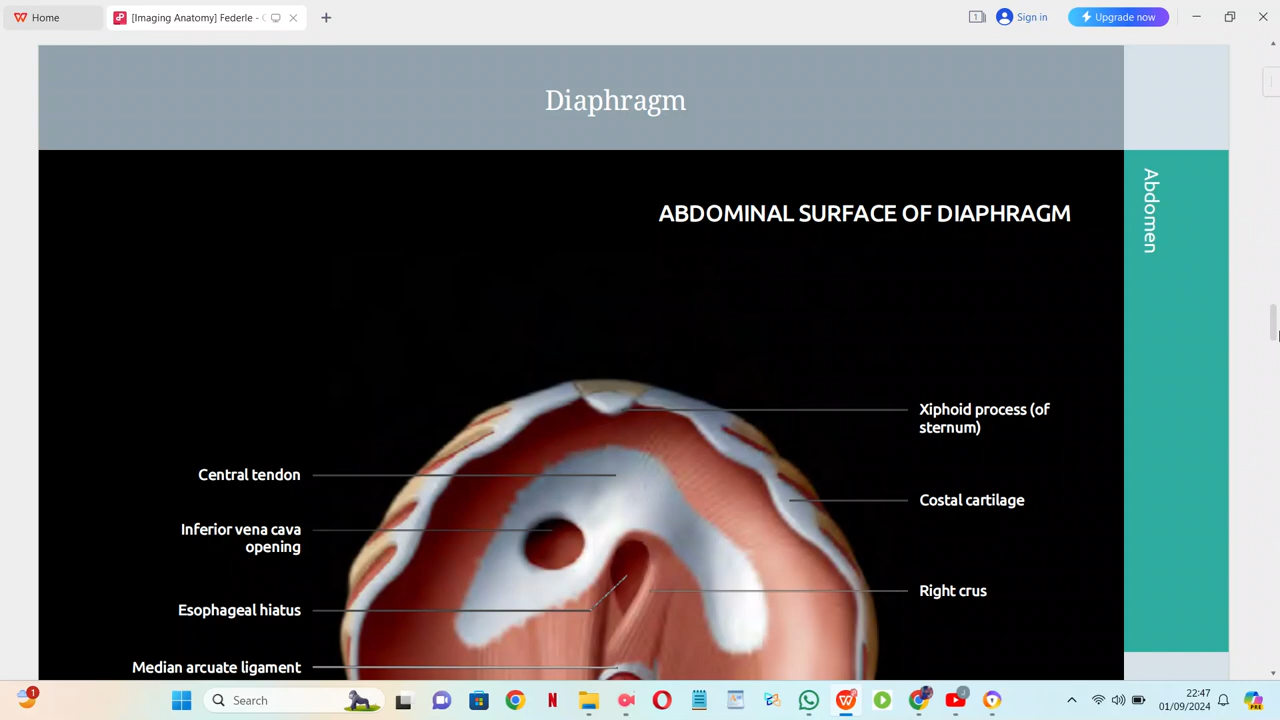 Home
[Imaging Anatomy] Federle -
1
Sign in
Upgrade now
Diaphragm
Abdomen
ABDOMINAL SURFACE OF DIAPHRAGM
Xiphoid process (of
sternum)
Central tendon
Costal cartilage
Inferior vena cava
opening
Right crus
Esophageal hiatus
Median arcuate ligament
1
Search
22:47
01/09/2024